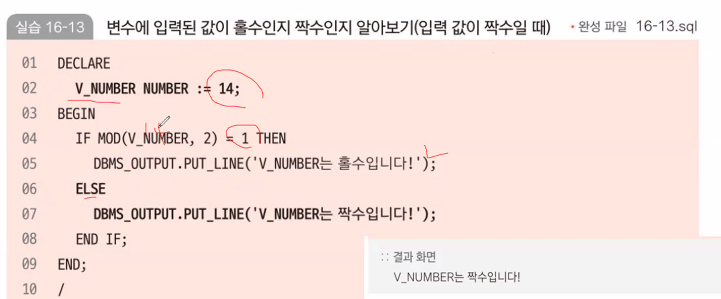 실습 16-13 변수에 입력된 값이 홀수인지 짝수인지 알아보기(입력 값이 짝수일 때) • 완성 파일 16-13.sql
01 DECLARE
02 V_NUMBER NUMBER := 14;
03 BEGIN
04 IF MOD(V_NUMBER, 2) = 1 THEN
05 DBMS_OUTPUT.PUT_LINE('V_NUMBER는 홀수입니다!');
06 ELSE
07 DBMS_OUTPUT.PUT_LINE('V_NUMBER는 짝수입니다!');
08 END IF;
09 END;
10 /
:: 결과 화면
V_NUMBER는 짝수입니다!